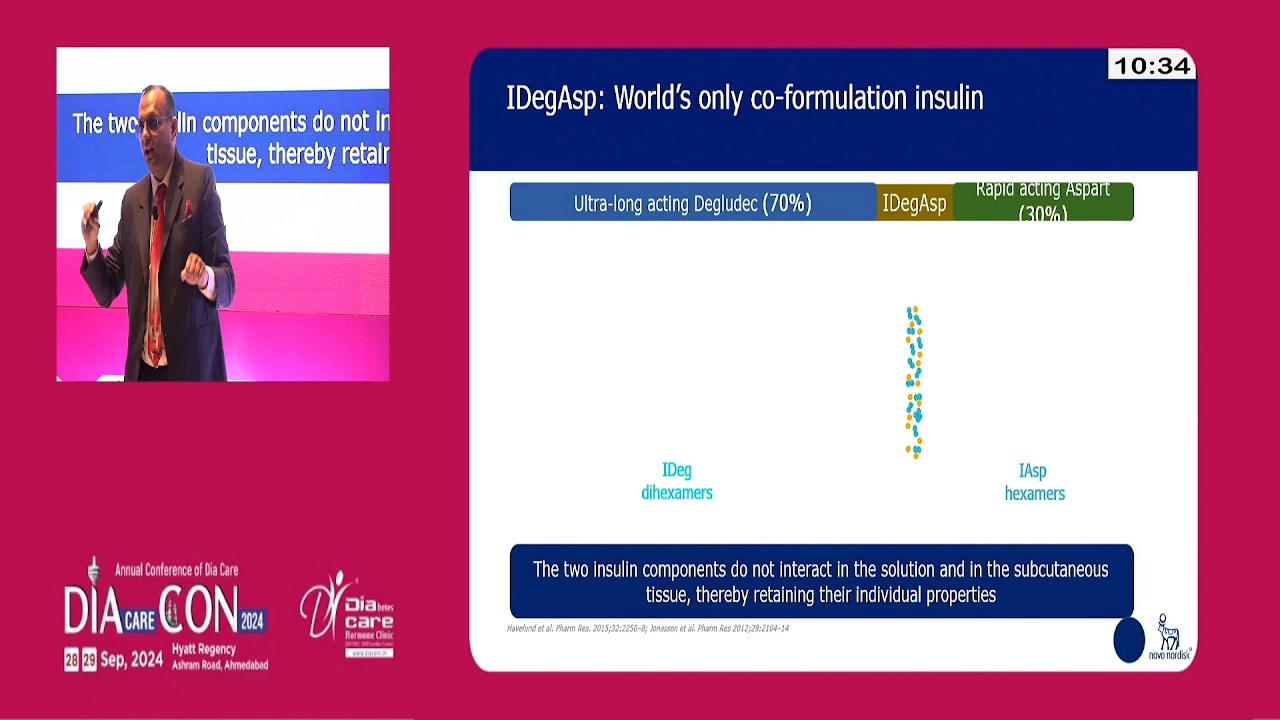 The two insulin components do not in
tissue, thereby retain
10:34
IDegAsp: World's only co-formulation insulin
Ultra-long acting Degludec (70%)
IDegAsp
Rapid acting Aspart
(30%)
IDeg
dihexamers
IAsp
hexamers
The two insulin components do not interact in the solution and in the subcutaneous
tissue, thereby retaining their individual properties
Havelund et al. Pharm Res. 2015;32:2250–8; Jonassen et al. Pharm Res 2012;29:2104–14
novo nordisk®
Annual Conference of Dia Care
DIA CARE CON 2024
28 29 Sep, 2024
Hyatt Regency
Ashram Road, Ahmedabad
Diabetes
care
Hormone Clinic
www.diacare.in